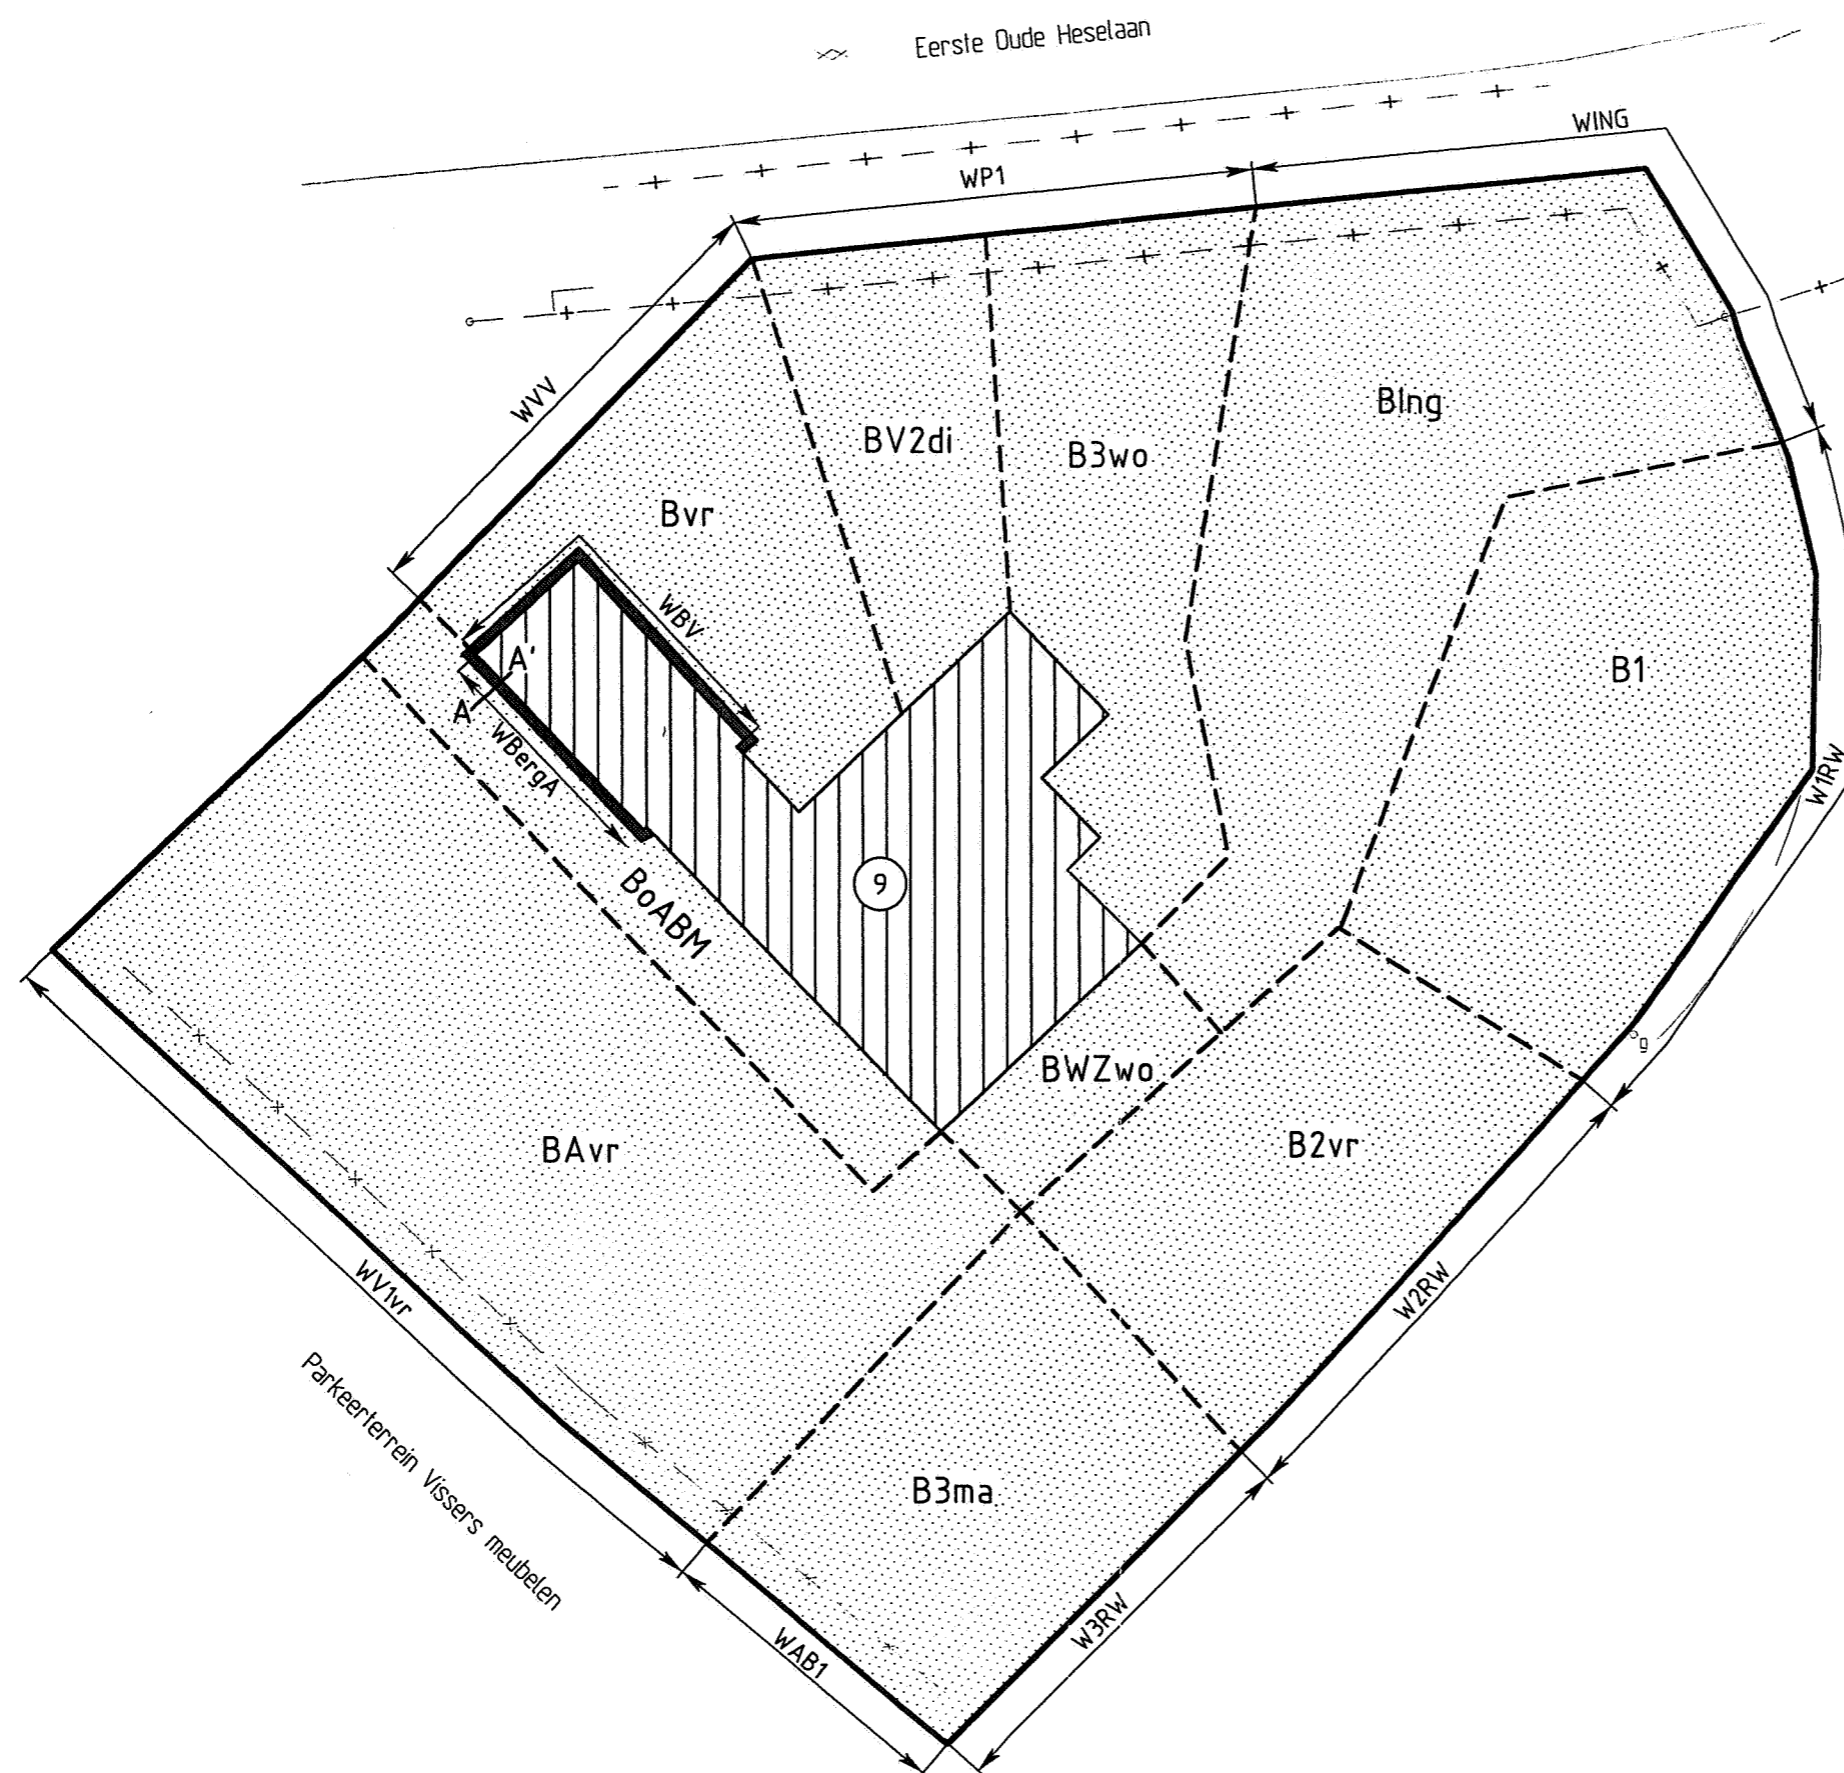 Eerste Oude Heselaan
WING
WP1
WVV
BIng
BV2di
B3wo
Bvr
WBV
A'
A
B1
WBergA
W1RW
BoABM
9
g
BWZwo
BAvr
B2vr
WV1vr
W2RW
Parkeerterrein Vissers meubelen
B3ma
W3RW
WAB1